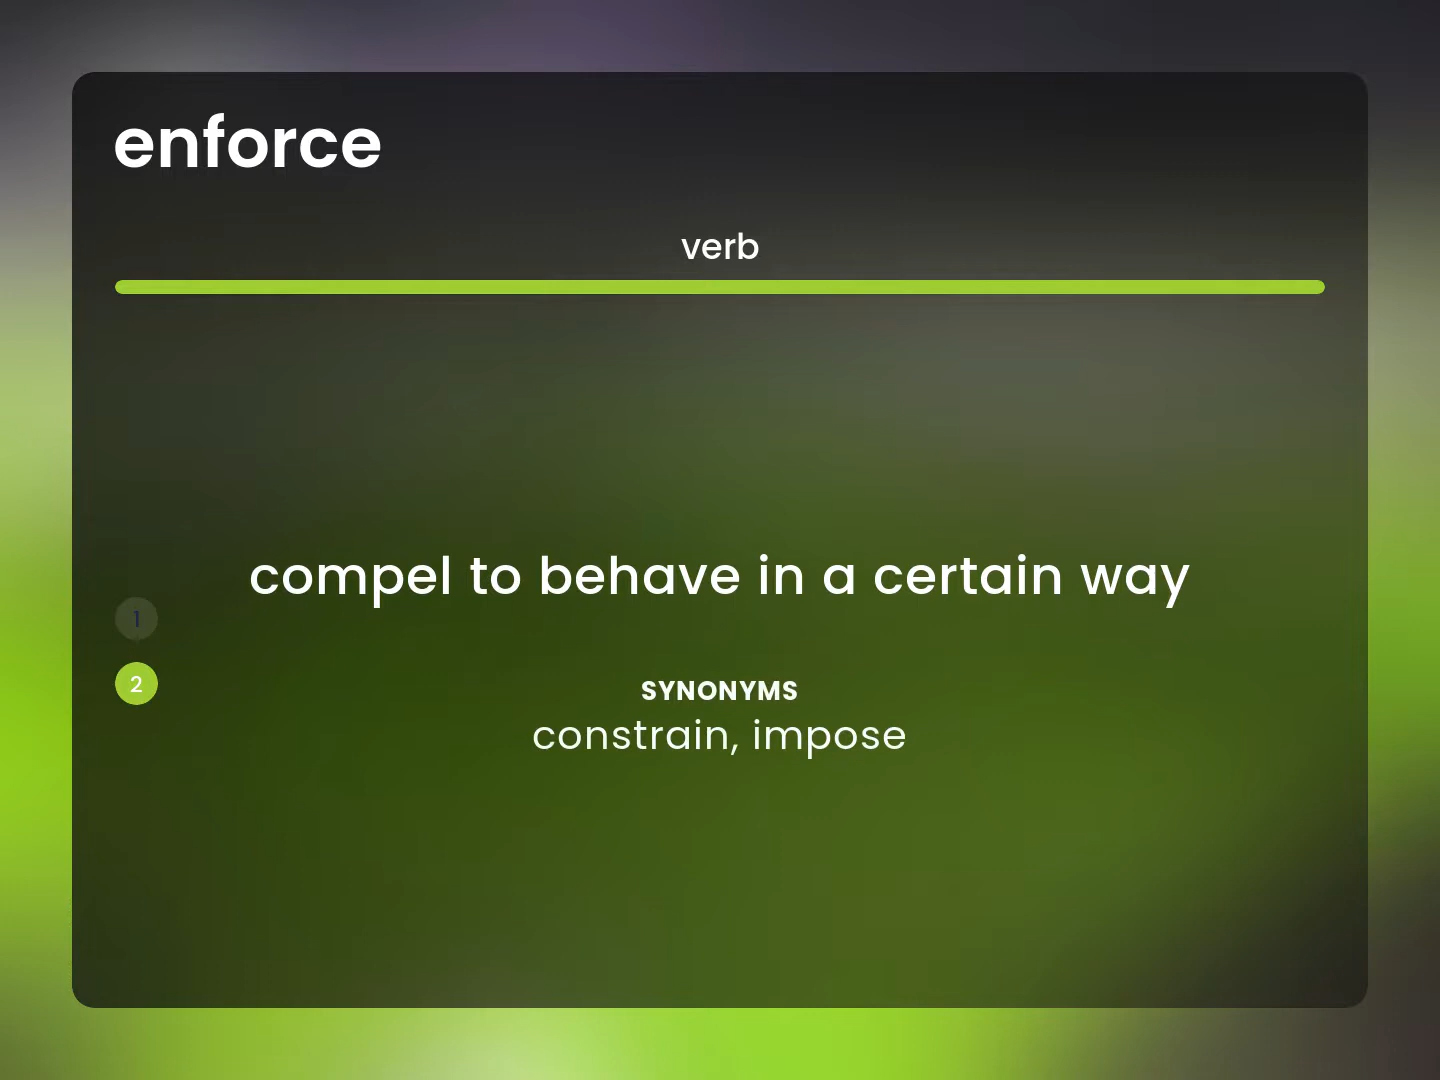 enforce
verb
compel to behave in a certain way
1
2
SYNONYMS
constrain, impose